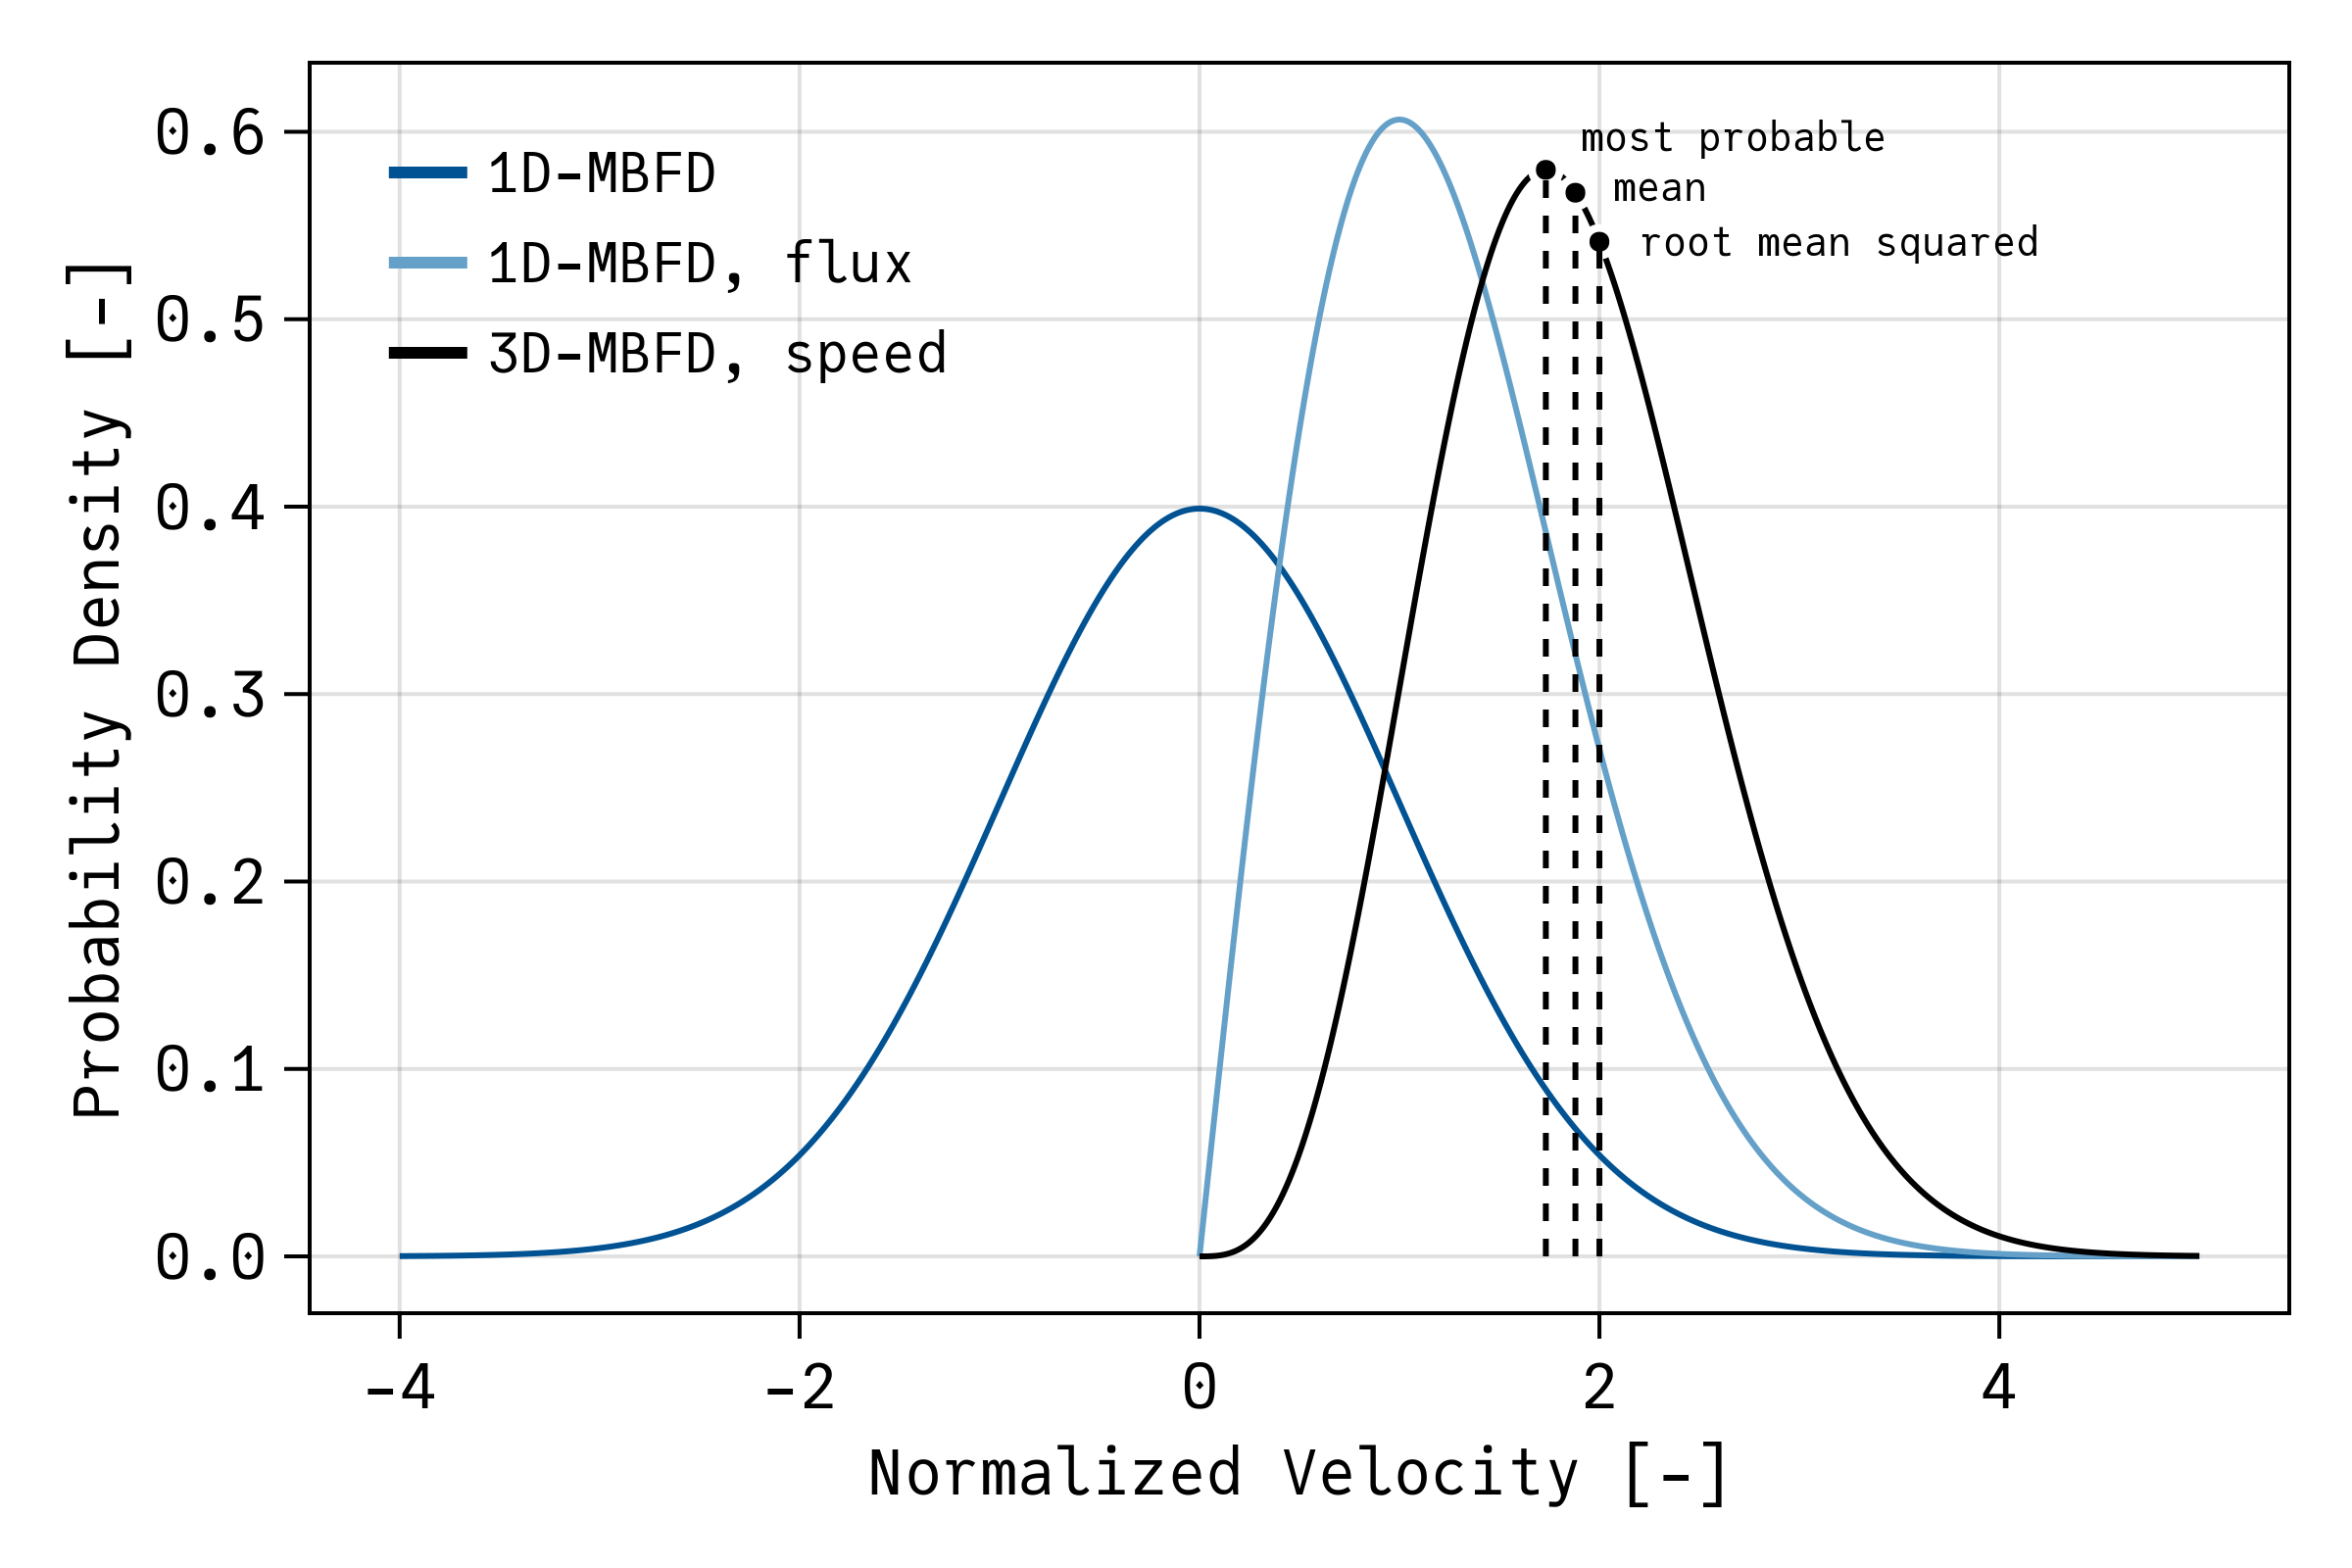 0.6
0.5
0.4
0.3
0.2
0.1
0.0
Probability Density [-]
1D-MBFD
1D-MBFD, flux
3D-MBFD, speed
most probable
mean
root mean squared
-4
-2
0
2
4
Normalized Velocity [-]